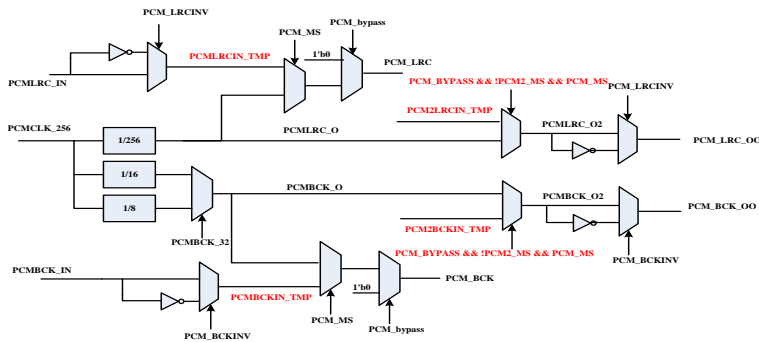 PCM_LRCINV
PCM_MS
PCM_bypass
PCMLRC_IN
PCMLRCIN_TMP
1'b0
PCM_LRC
PCM_BYPASS && !PCM2_MS && PCM_MS
PCM_LRCINV
PCM2LRCIN_TMP
PCMCLK_256
1/256
PCMLRC_O
PCMLRC_O2
PCM_LRC_OO
1/16
1/8
PCMBCK_32
PCMBCK_O
PCM2BCKIN_TMP
PCMBCK_O2
PCM_BCK_OO
PCM_BYPASS && !PCM2_MS && PCM_MS
PCM_BCKINV
PCMBCK_IN
PCMBCKIN_TMP
1'b0
PCM_BCK
PCM_MS
PCM_bypass
PCM_BCKINV